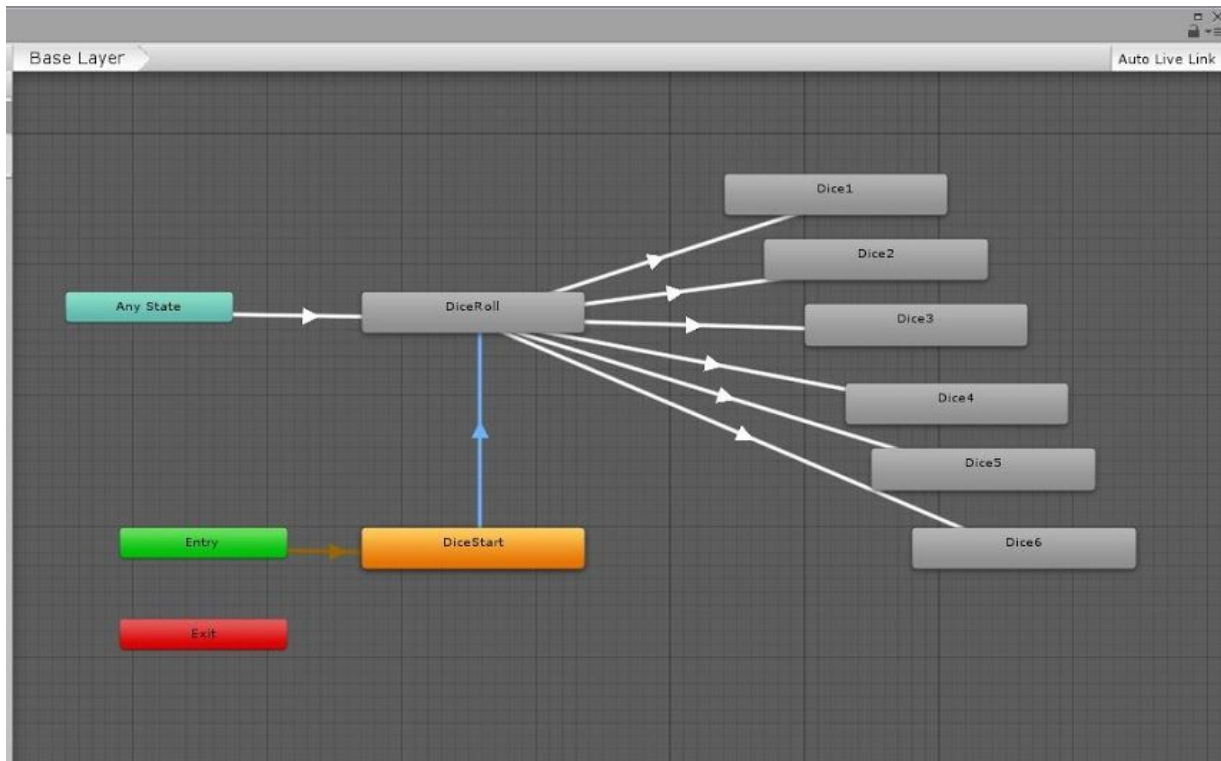 Base Layer
Auto Live Link
Dice1
Dice2
Any State
DiceRoll
Dice3
Dice4
Dice5
Entry
DiceStart
Dice6
Exit